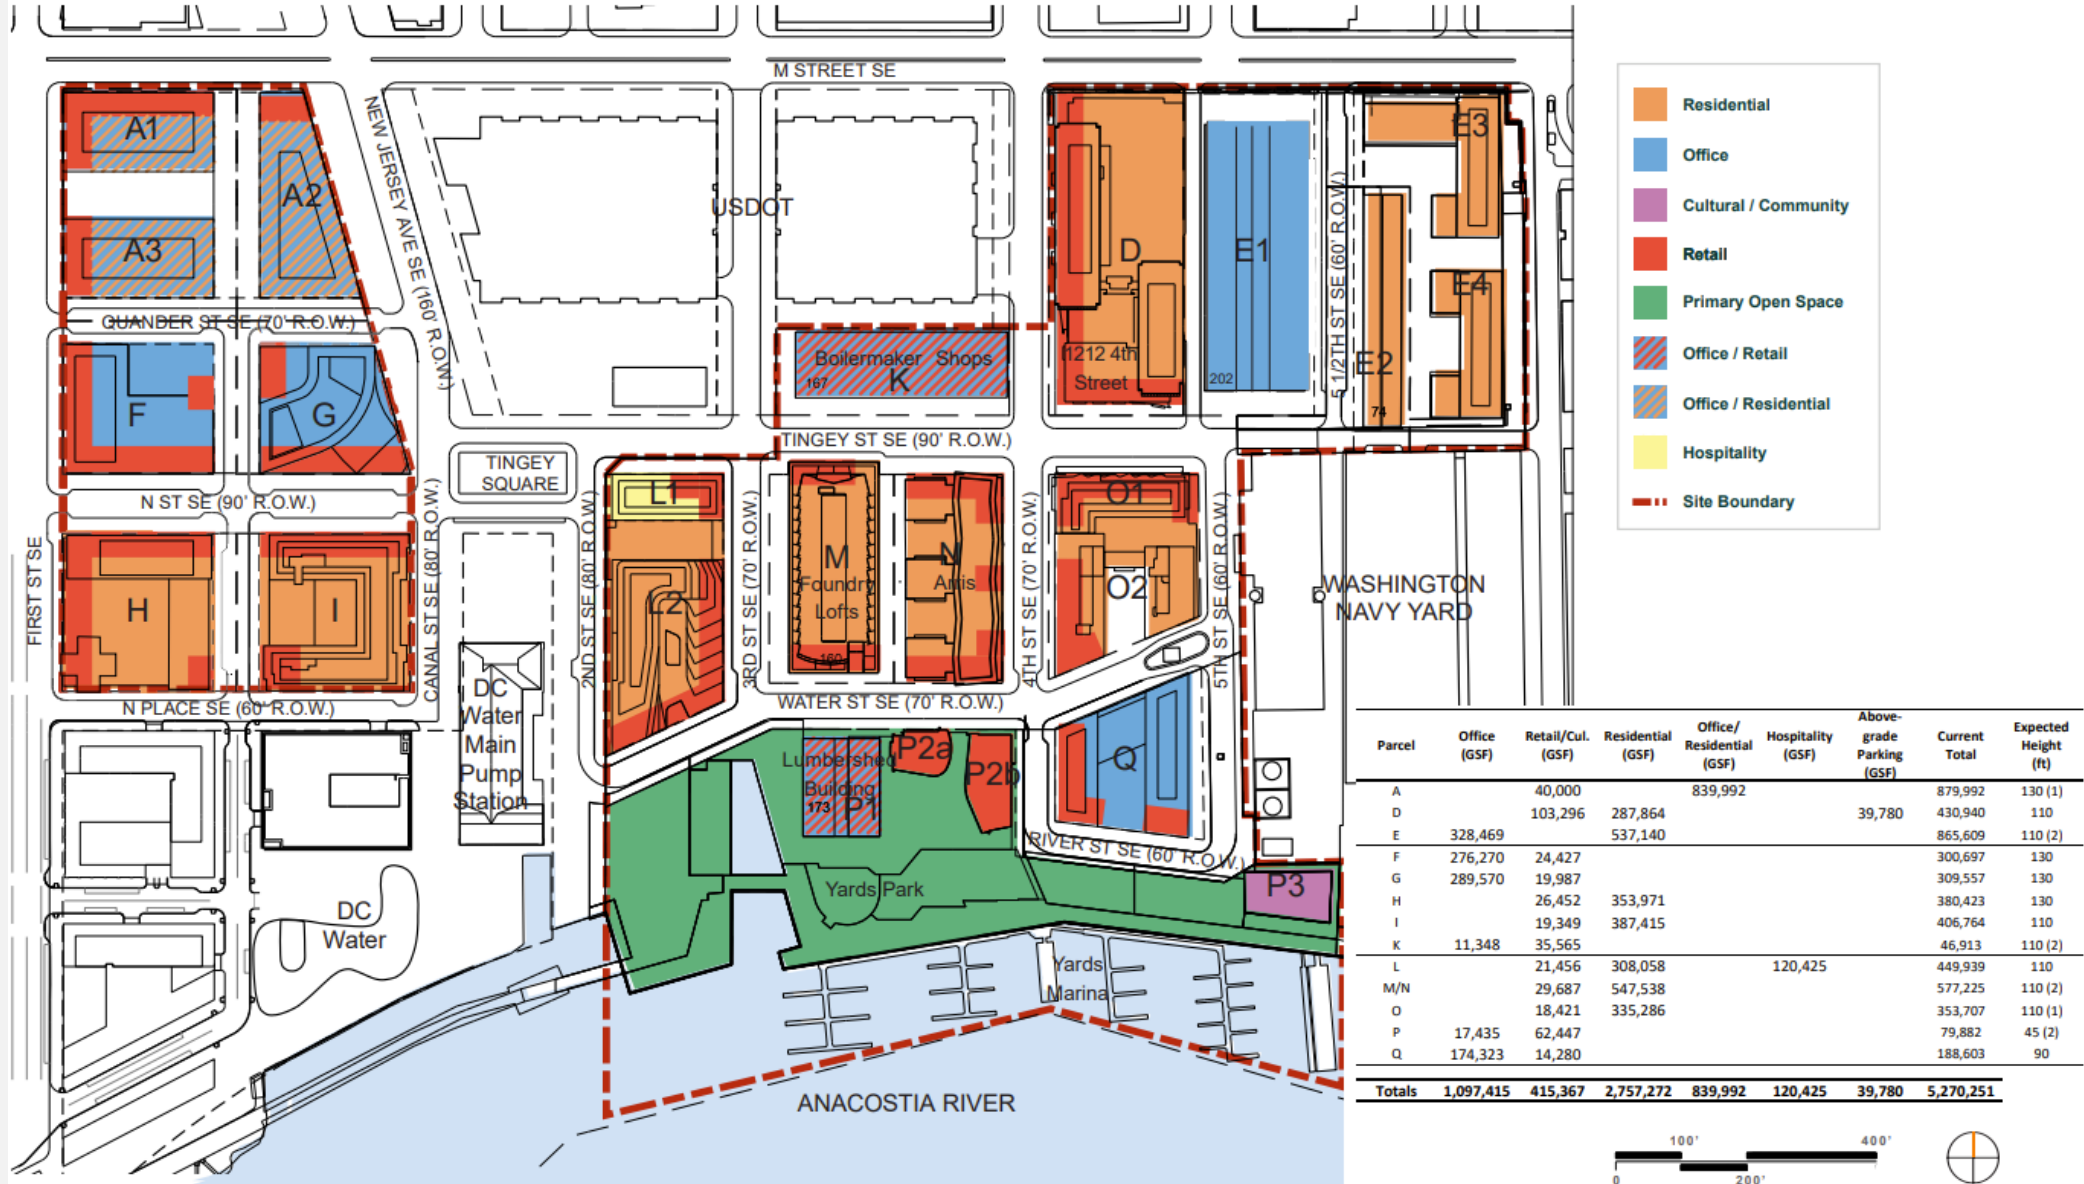 M STREET SE
NEW JERSEY AVE SE (160' R.O.W.)
A1
A2
A3
USDOT
D
E1
E2
E3
E4
1212 4th
Street
202
74
5 1/2TH ST SE (60' R.O.W.)
QUANDER ST SE (70' R.O.W.)
Boilermaker Shops
167
K
F
G
TINGEY ST SE (90' R.O.W.)
TINGEY
SQUARE
N ST SE (90' R.O.W.)
FIRST ST SE
H
I
CANAL ST SE (80' R.O.W.)
2ND ST SE (80' R.O.W.)
L1
L2
3RD ST SE (70' R.O.W.)
M
Foundry
Lofts
160
N
Arris
4TH ST SE (70' R.O.W.)
O1
O2
5TH ST SE (60' R.O.W.)
WASHINGTON
NAVY YARD
N PLACE SE (60' R.O.W.)
DC
Water
Main
Pump
Station
WATER ST SE (70' R.O.W.)
Lumbershed
Building
173
P1
P2a
P2b
Q
RIVER ST SE (60' R.O.W.)
P3
Yards Park
DC
Water
Yards
Marina
ANACOSTIA RIVER
Residential
Office
Cultural / Community
Retail
Primary Open Space
Office / Retail
Office / Residential
Hospitality
Site Boundary
Parcel Office (GSF) Retail/Cul. (GSF) Residential (GSF) Office/ Residential (GSF) Hospitality (GSF) Above-grade Parking (GSF) Current Total Expected Height (ft)
A 40,000 839,992 879,992 130 (1)
D 103,296 287,864 39,780 430,940 110
E 328,469 537,140 865,609 110 (2)
F 276,270 24,427 300,697 130
G 289,570 19,987 309,557 130
H 26,452 353,971 380,423 130
I 19,349 387,415 406,764 110
K 11,348 35,565 46,913 110 (2)
L 21,456 308,058 120,425 449,939 110
M/N 29,687 547,538 577,225 110 (2)
O 18,421 335,286 353,707 110 (1)
P 17,435 62,447 79,882 45 (2)
Q 174,323 14,280 188,603 90
Totals 1,097,415 415,367 2,757,272 839,992 120,425 39,780 5,270,251
100' 400'
0 200'